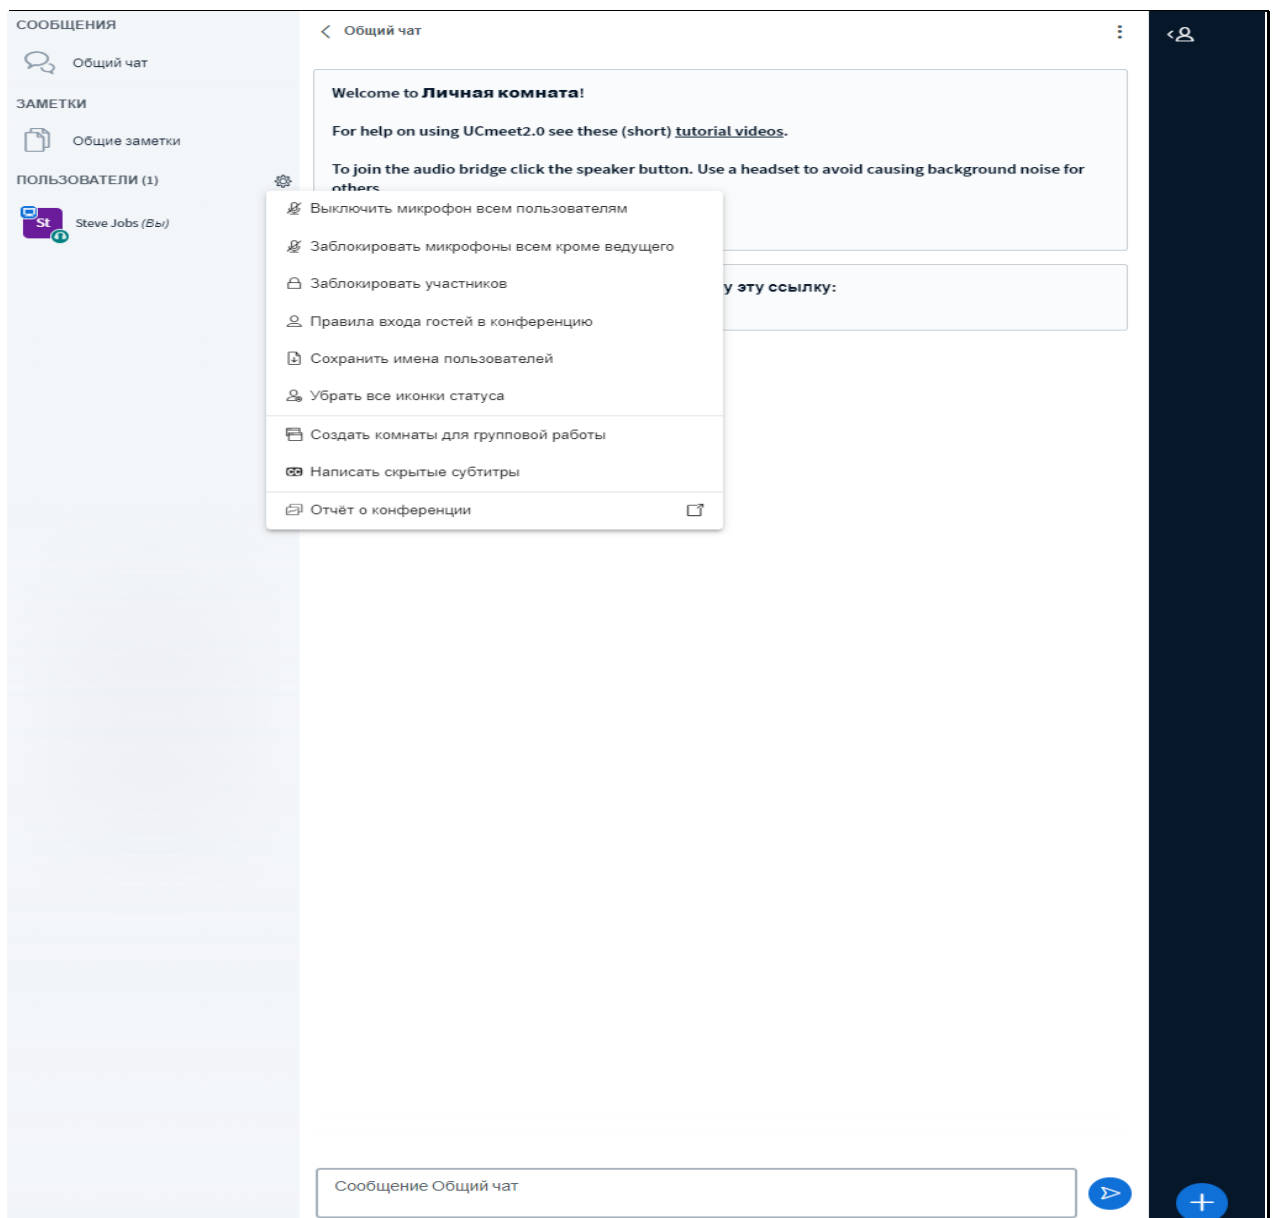 СООБЩЕНИЯ
Общий чат
ЗАМЕТКИ
Общие заметки
ПОЛЬЗОВАТЕЛИ (1)
St
Steve Jobs (Вы)
Общий чат
Welcome to Личная комната!
For help on using UCmeet2.0 see these (short) tutorial videos.
To join the audio bridge click the speaker button. Use a headset to avoid causing background noise for
others
у эту ссылку:
Выключить микрофон всем пользователям
Заблокировать микрофоны всем кроме ведущего
Заблокировать участников
Правила входа гостей в конференцию
Сохранить имена пользователей
Убрать все иконки статуса
Создать комнаты для групповой работы
CC Написать скрытые субтитры
Отчёт о конференции
Сообщение Общий чат